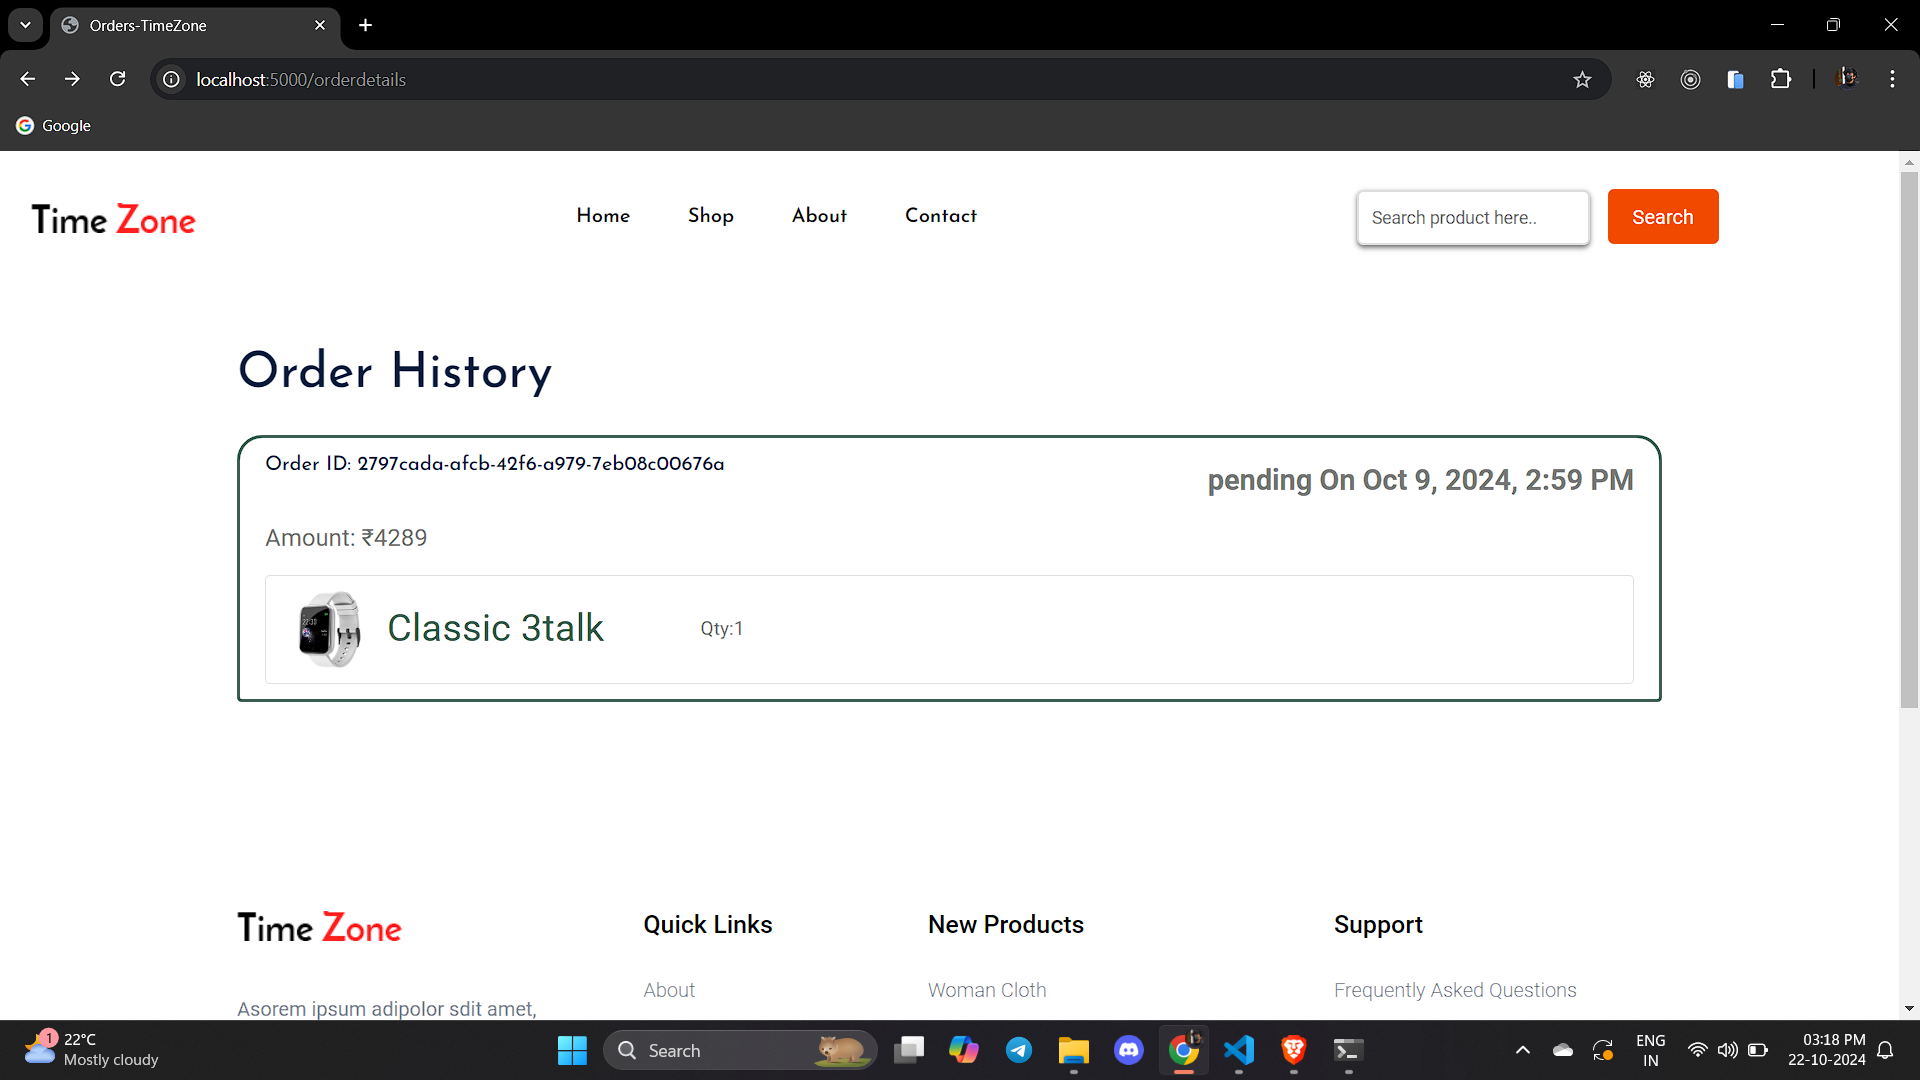 Orders-TimeZone
localhost:5000/orderdetails
Google
Time Zone
Home
Shop
About
Contact
Search product here..
Search
Order History
Order ID: 2797cada-afcb-42f6-a979-7eb08c00676a
pending On Oct 9, 2024, 2:59 PM
Amount: ₹4289
22:30
Classic 3talk
Qty:1
Time Zone
Quick Links
New Products
Support
About
Woman Cloth
Frequently Asked Questions
Asorem ipsum adipolor sdit amet,
1
22°C
Mostly cloudy
Search
ENG
IN
03:18 PM
22-10-2024